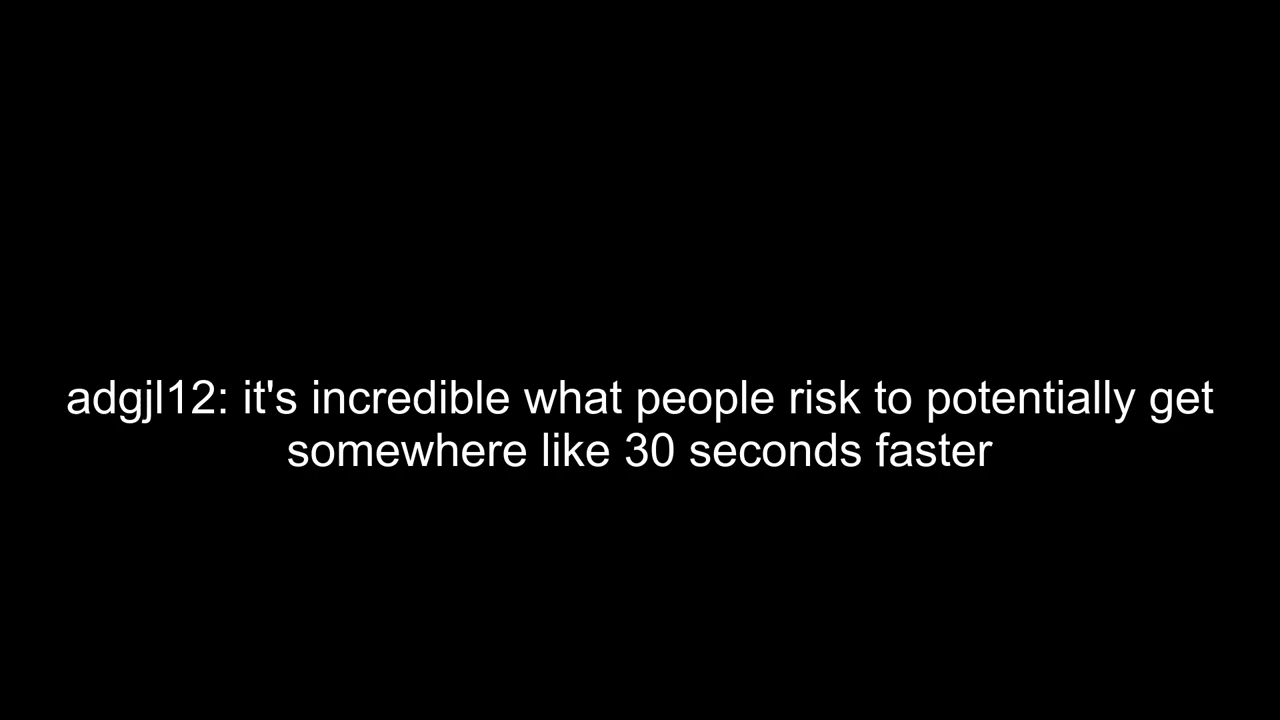 adgjl12: it's incredible what people risk to potentially get
somewhere like 30 seconds faster